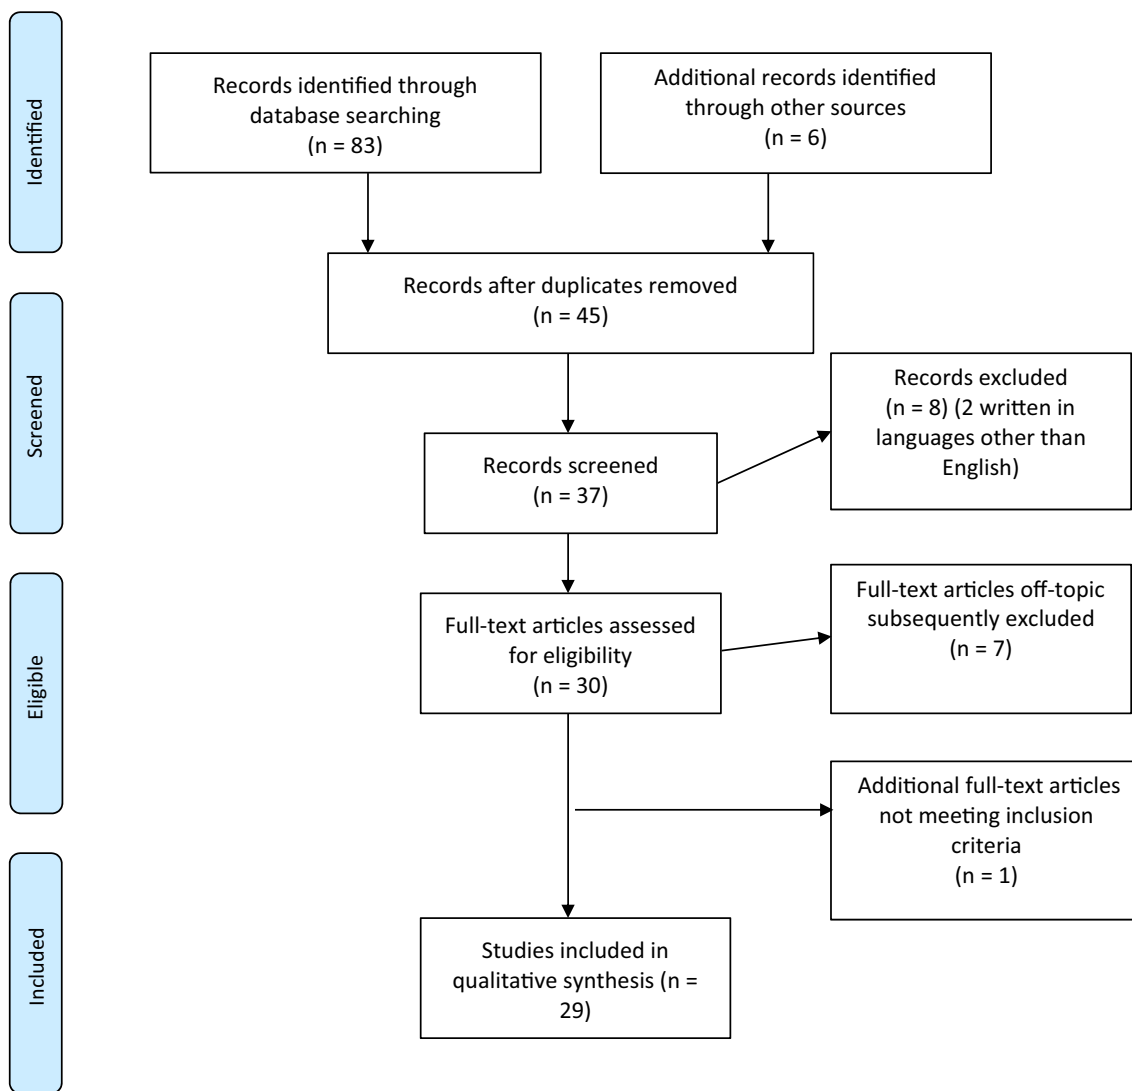 Identified
Records identified through
database searching
(n = 83)
Additional records identified
through other sources
(n = 6)
Records after duplicates removed
(n = 45)
Screened
Records screened
(n = 37)
Records excluded
(n = 8) (2 written in
languages other than
English)
Eligible
Full-text articles assessed
for eligibility
(n = 30)
Full-text articles off-topic
subsequently excluded
(n = 7)
Additional full-text articles
not meeting inclusion
criteria
(n = 1)
Included
Studies included in
qualitative synthesis (n =
29)